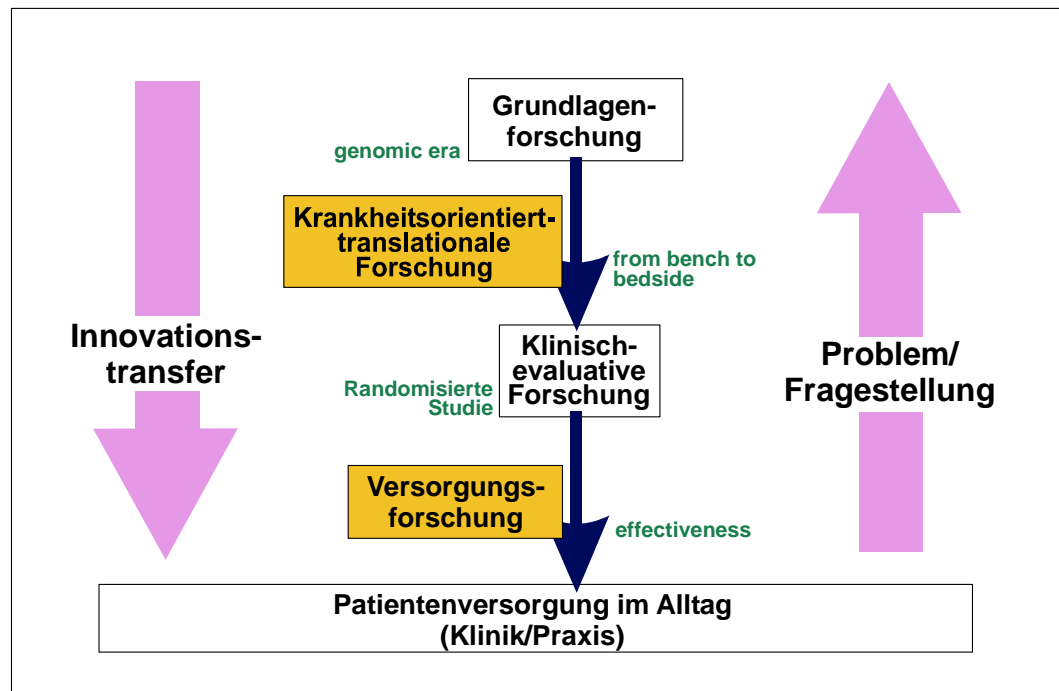 Grundlagen-
forschung
genomic era
Krankheitsorientiert-
translationale
Forschung
from bench to
bedside
Innovations-
transfer
Klinisch-
evaluative
Forschung
Randomisierte
Studie
Problem/
Fragestellung
Versorgungs-
forschung
effectiveness
Patientenversorgung im Alltag
(Klinik/Praxis)